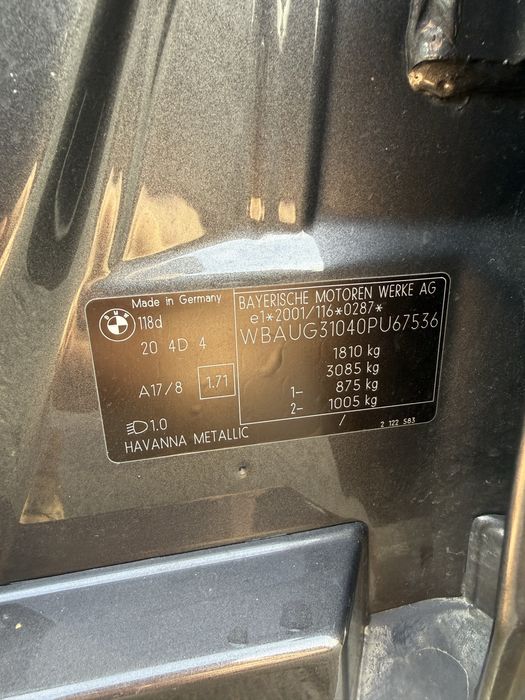 Made in Germany
BMW
118d
20 4D 4
A17/8 1.71
1.0
HAVANNA METALLIC
BAYERISCHE MOTOREN WERKE AG
e1*2001/116*0287*
WBAUG31040PU67536
1810 kg
3085 kg
1- 875 kg
2- 1005 kg
/ 2 122 583